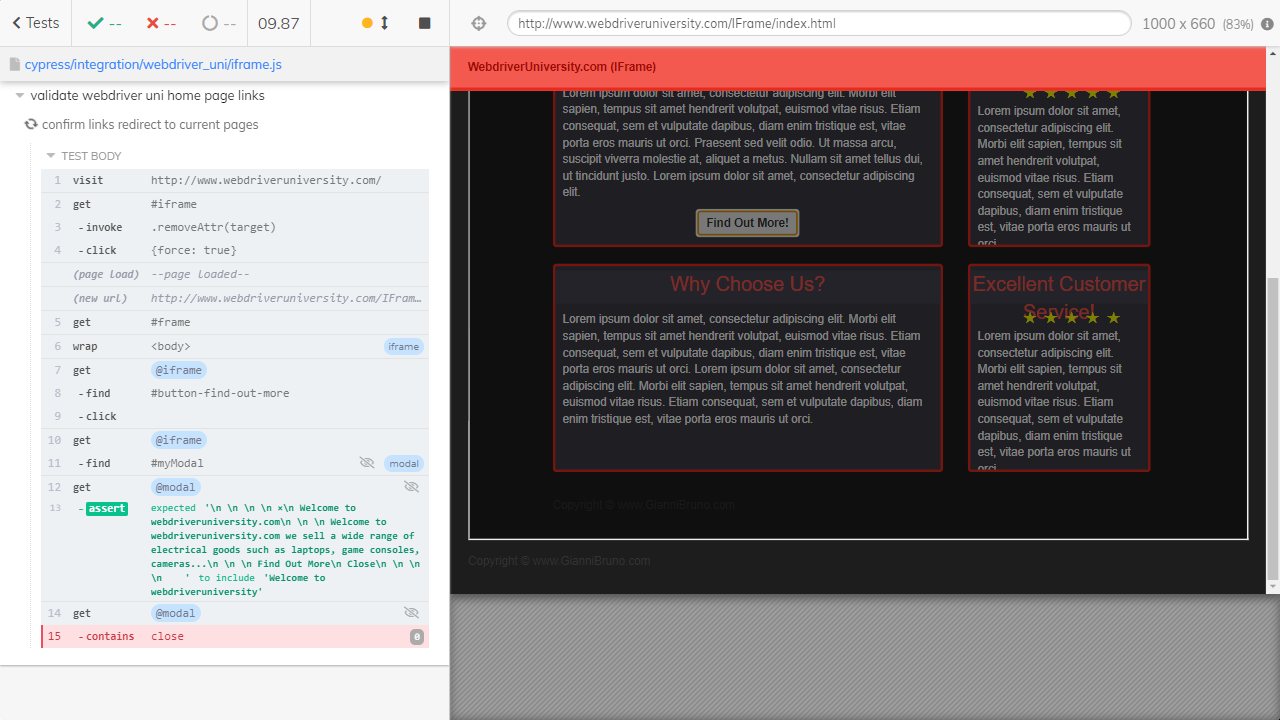 Tests
--
--
--
09.87
http://www.webdriveruniversity.com/IFrame/index.html
1000 x 660 (83%)
cypress/integration/webdriver_uni/iframe.js
validate webdriver uni home page links
confirm links redirect to current pages
TEST BODY
1 visit http://www.webdriveruniversity.com/
2 get #iframe
3 -invoke .removeAttr(target)
4 -click {force: true}
(page load) --page loaded--
(new url) http://www.webdriveruniversity.com/IFram…
5 get #frame
6 wrap <body> iframe
7 get @iframe
8 -find #button-find-out-more
9 -click
10 get @iframe
11 -find #myModal modal
12 get @modal
13 -assert expected '\n \n \n \n ×\n Welcome to
webdriveruniversity.com\n \n \n Welcome to
webdriveruniversity.com we sell a wide range of
electrical goods such as laptops, game consoles,
cameras...\n \n \n Find Out More\n Close\n \n \n \n
\n ' to include 'Welcome to
webdriveruniversity'
14 get @modal
15 -contains close 0
WebdriverUniversity.com (IFrame)
Lorem ipsum dolor sit amet, consectetur adipiscing elit. Morbi elit
sapien, tempus sit amet hendrerit volutpat, euismod vitae risus. Etiam
consequat, sem et vulputate dapibus, diam enim tristique est, vitae
porta eros mauris ut orci. Praesent sed velit odio. Ut massa arcu,
suscipit viverra molestie at, aliquet a metus. Nullam sit amet tellus dui,
ut tincidunt justo. Lorem ipsum dolor sit amet, consectetur adipiscing
elit.
Find Out More!
Lorem ipsum dolor sit amet,
consectetur adipiscing elit.
Morbi elit sapien, tempus sit
amet hendrerit volutpat,
euismod vitae risus. Etiam
consequat, sem et vulputate
dapibus, diam enim tristique
est, vitae porta eros mauris ut
orci.
Why Choose Us?
Lorem ipsum dolor sit amet, consectetur adipiscing elit. Morbi elit
sapien, tempus sit amet hendrerit volutpat, euismod vitae risus. Etiam
consequat, sem et vulputate dapibus, diam enim tristique est, vitae
porta eros mauris ut orci. Lorem ipsum dolor sit amet, consectetur
adipiscing elit. Morbi elit sapien, tempus sit amet hendrerit volutpat,
euismod vitae risus. Etiam consequat, sem et vulputate dapibus, diam
enim tristique est, vitae porta eros mauris ut orci.
Excellent Customer
Service!
Lorem ipsum dolor sit amet,
consectetur adipiscing elit.
Morbi elit sapien, tempus sit
amet hendrerit volutpat,
euismod vitae risus. Etiam
consequat, sem et vulputate
dapibus, diam enim tristique
est, vitae porta eros mauris ut
orci.
Copyright © www.GianniBruno.com
Copyright © www.GianniBruno.com